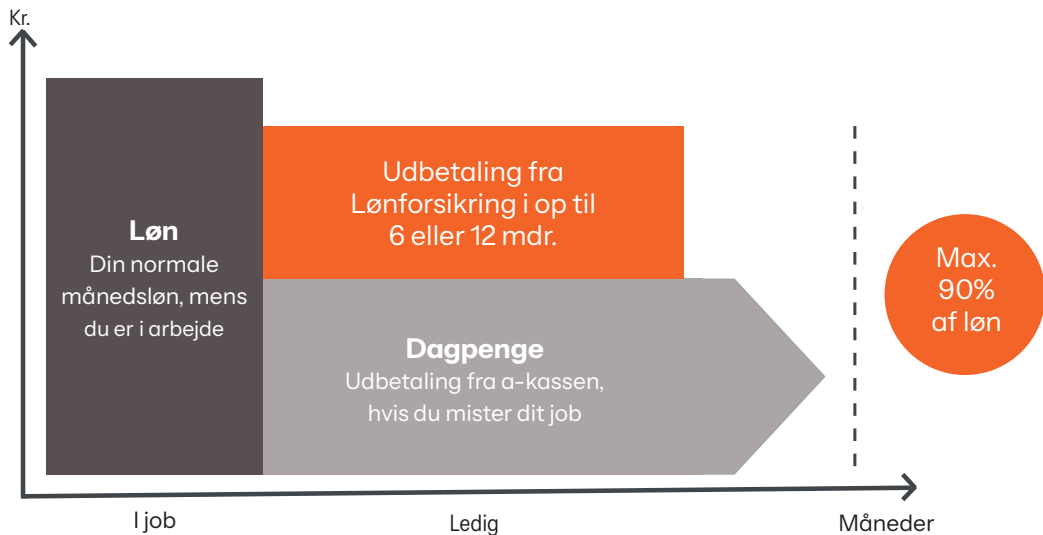 Kr.
Løn
Din normale
månedsløn, mens
du er i arbejde
Udbetaling fra
Lønforsikring i op til
6 eller 12 mdr.
Dagpenge
Udbetaling fra a-kassen,
hvis du mister dit job
Max.
90%
af løn
I job
Ledig
Måneder